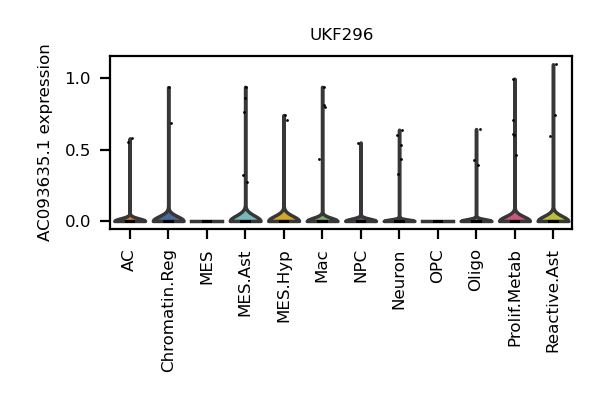 UKF296
AC093635.1 expression
1.0
0.5
0.0
AC
Chromatin.Reg
MES
MES.Ast
MES.Hyp
Mac
NPC
Neuron
OPC
Oligo
Prolif.Metab
Reactive.Ast